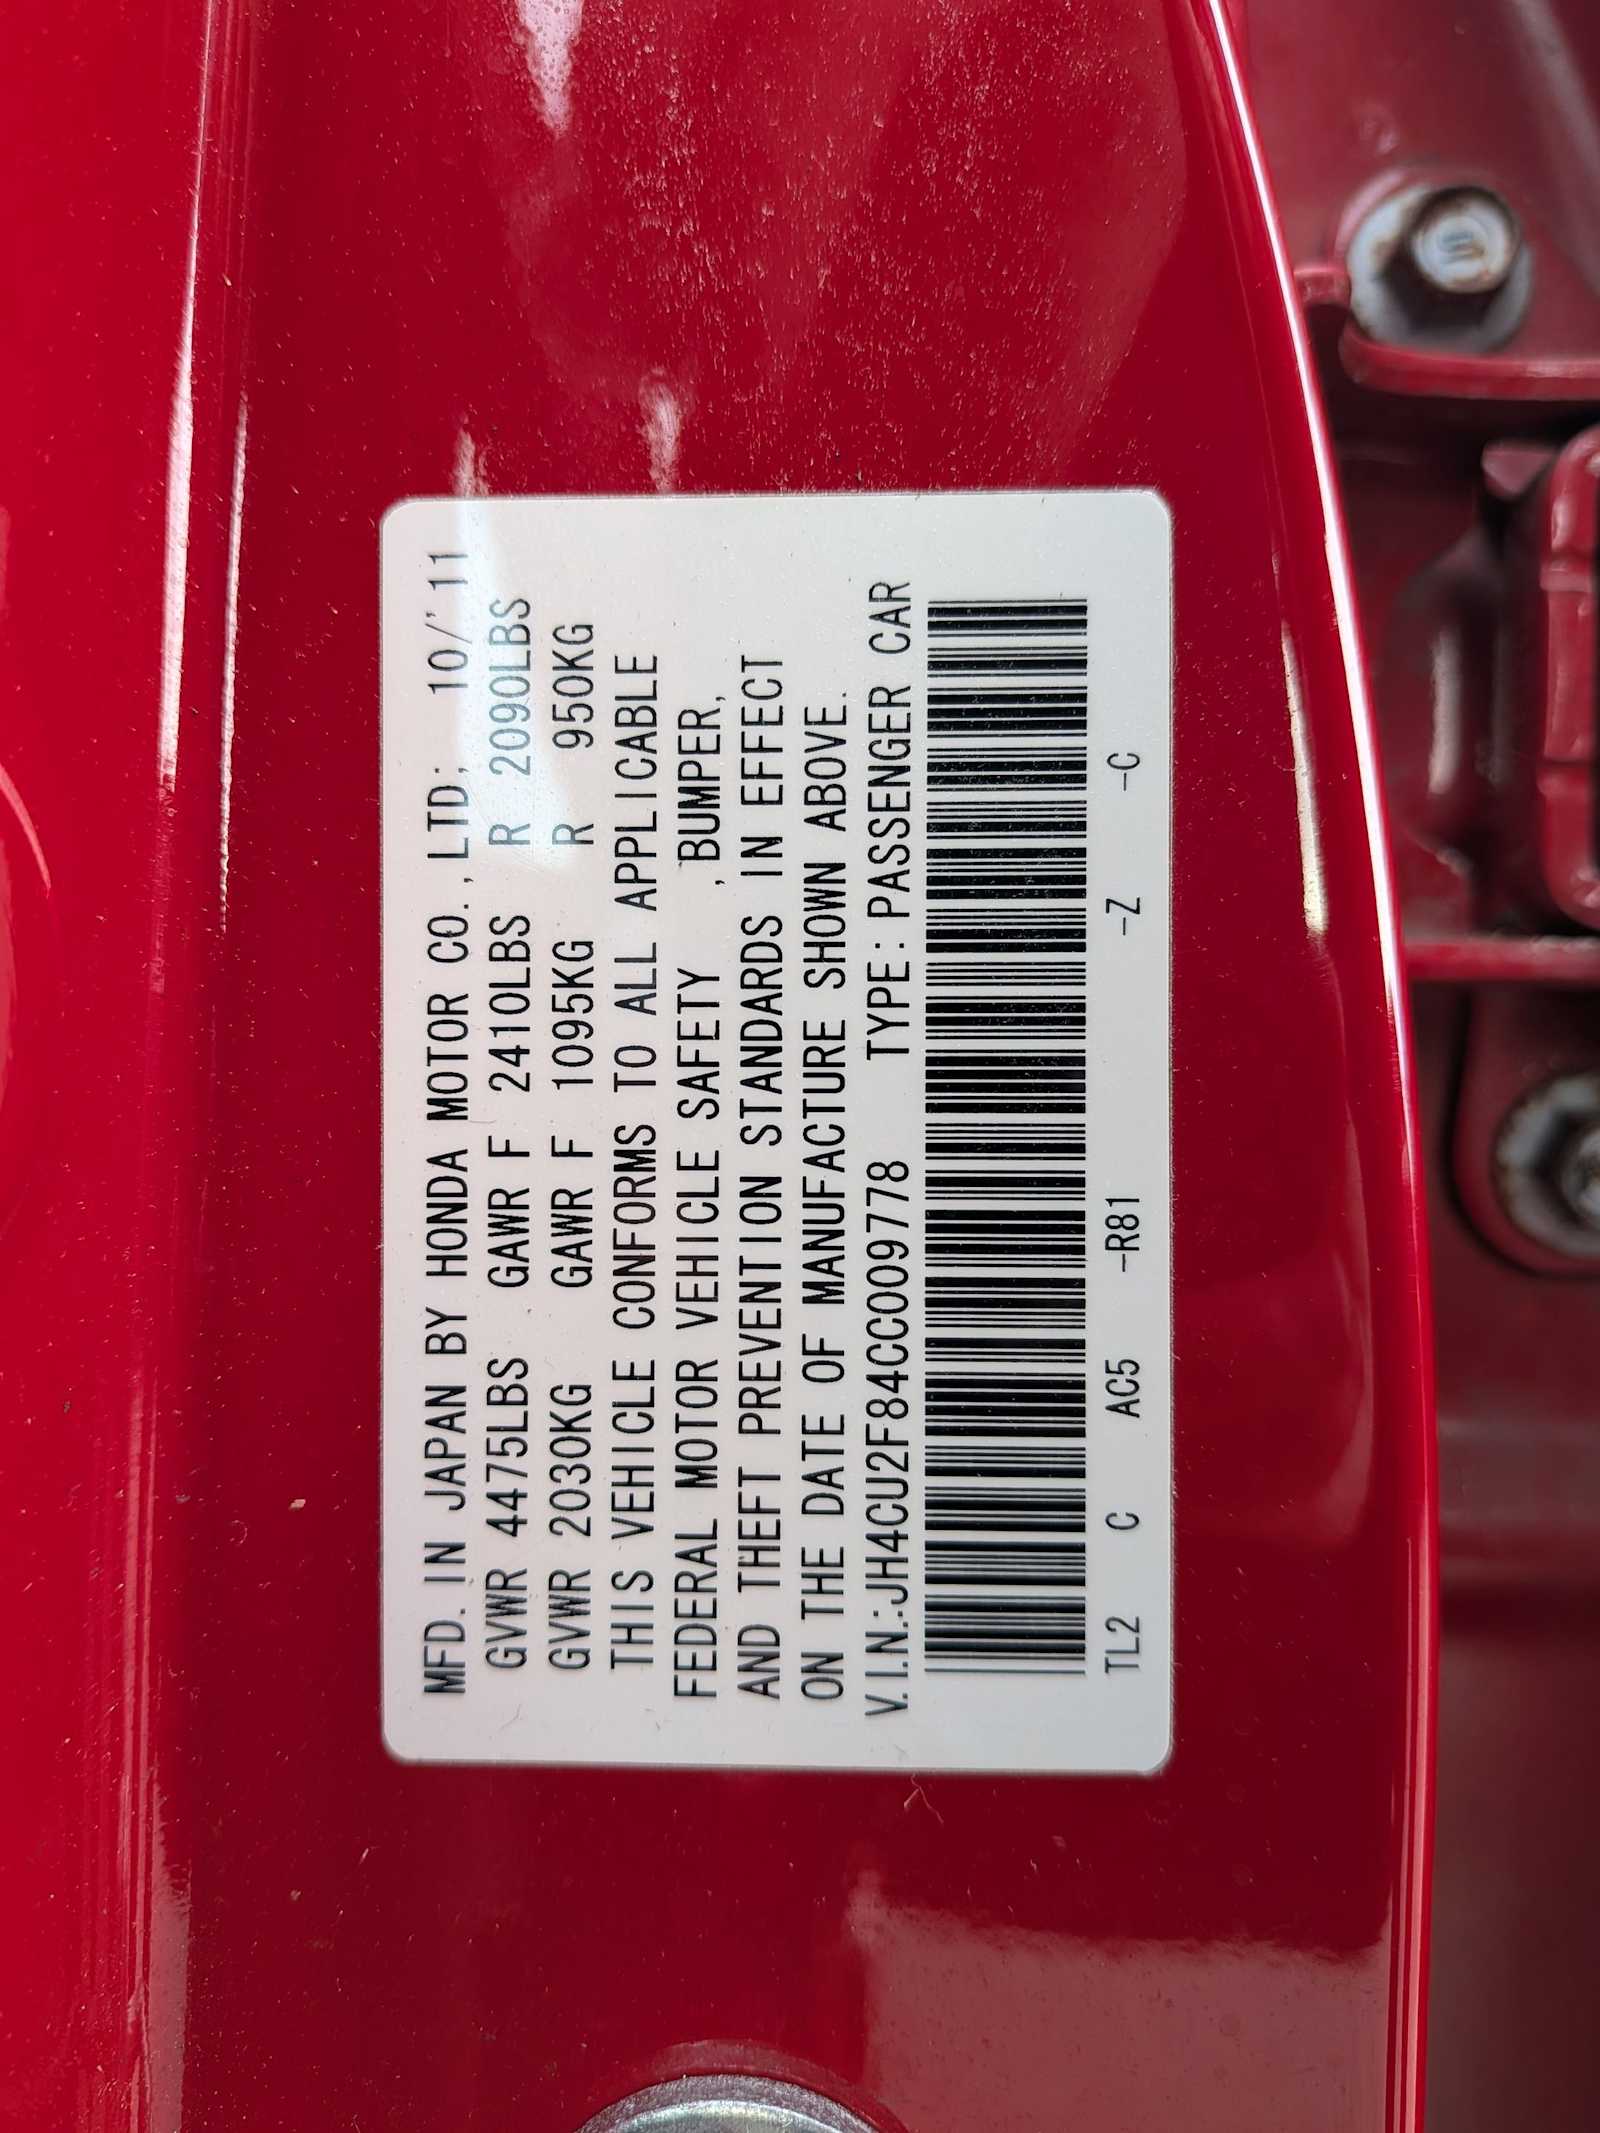 MFD. IN JAPAN BY HONDA MOTOR CO., LTD; 10/'11
GVWR 4475LBS GAWR F 2410LBS R 2090LBS
GVWR 2030KG GAWR F 1095KG R 950KG
THIS VEHICLE CONFORMS TO ALL APPLICABLE
FEDERAL MOTOR VEHICLE SAFETY , BUMPER,
AND THEFT PREVENTION STANDARDS IN EFFECT
ON THE DATE OF MANUFACTURE SHOWN ABOVE.
V.I.N.:JH4CU2F84CC009778 TYPE: PASSENGER CAR
TL2 C AC5 -R81 -Z -C